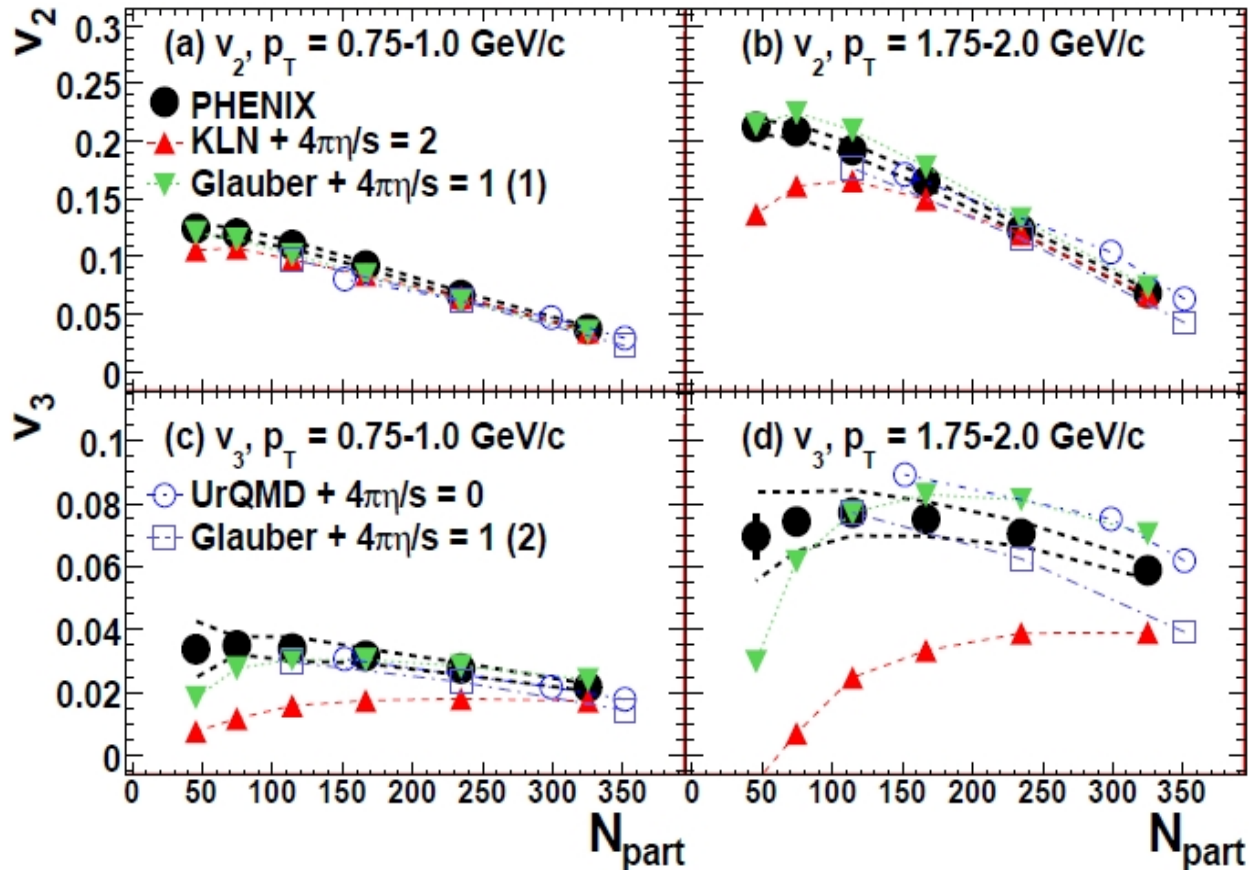 v2
0.3
0.25
0.2
0.15
0.1
0.05
0
(a) v2, pT = 0.75-1.0 GeV/c
PHENIX
KLN + 4πη/s = 2
Glauber + 4πη/s = 1 (1)
(b) v2, pT = 1.75-2.0 GeV/c
v3
0.1
0.08
0.06
0.04
0.02
0
(c) v3, pT = 0.75-1.0 GeV/c
UrQMD + 4πη/s = 0
Glauber + 4πη/s = 1 (2)
(d) v3, pT = 1.75-2.0 GeV/c
0 50 100 150 200 250 300 350
0 50 100 150 200 250 300 350
Npart
Npart